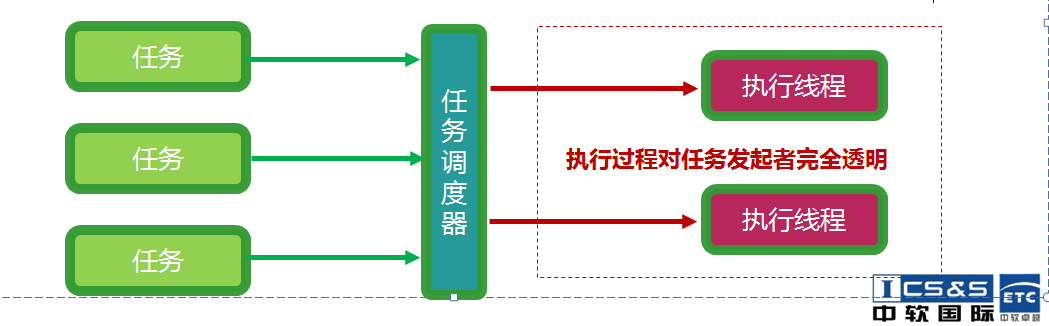 任务
任务
任务
任务调度器
执行线程
执行过程对任务发起者完全透明
执行线程
ICS&S
中软国际
ETC
中软卓越